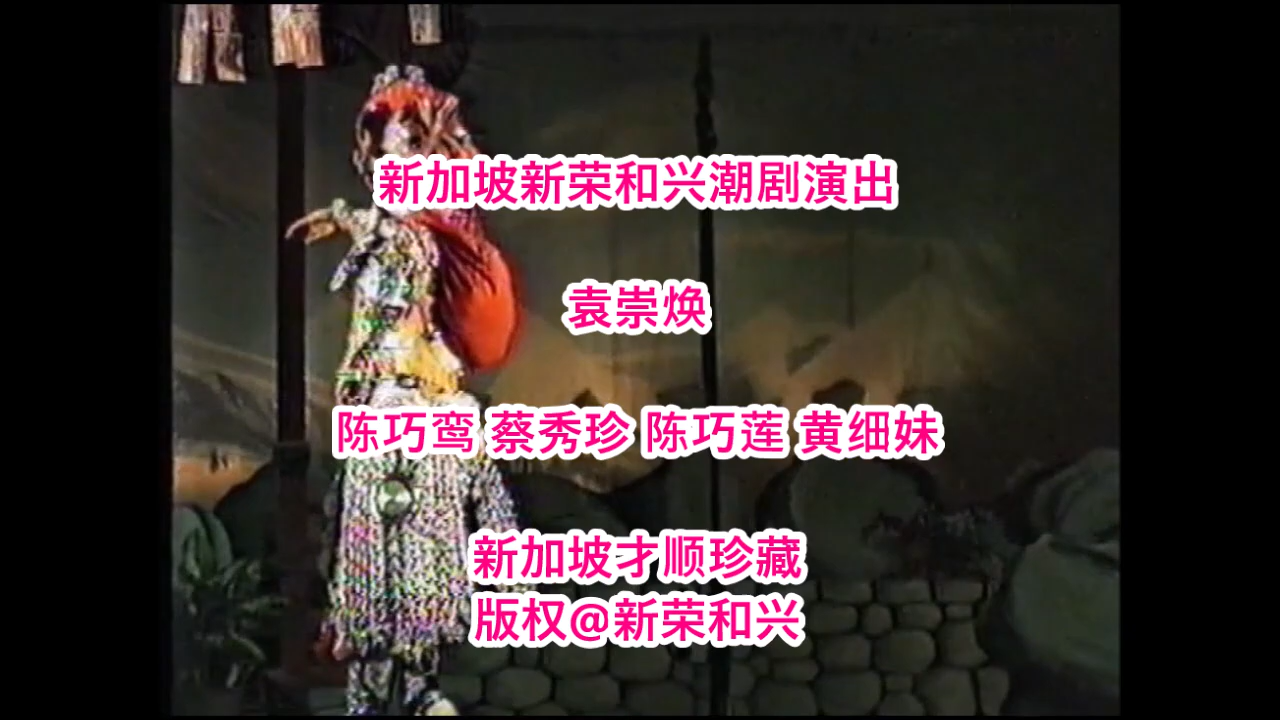 新加坡新荣和兴潮剧演出
袁崇焕
陈巧鸾 蔡秀珍 陈巧莲 黄细妹
新加坡才顺珍藏
版权@新荣和兴